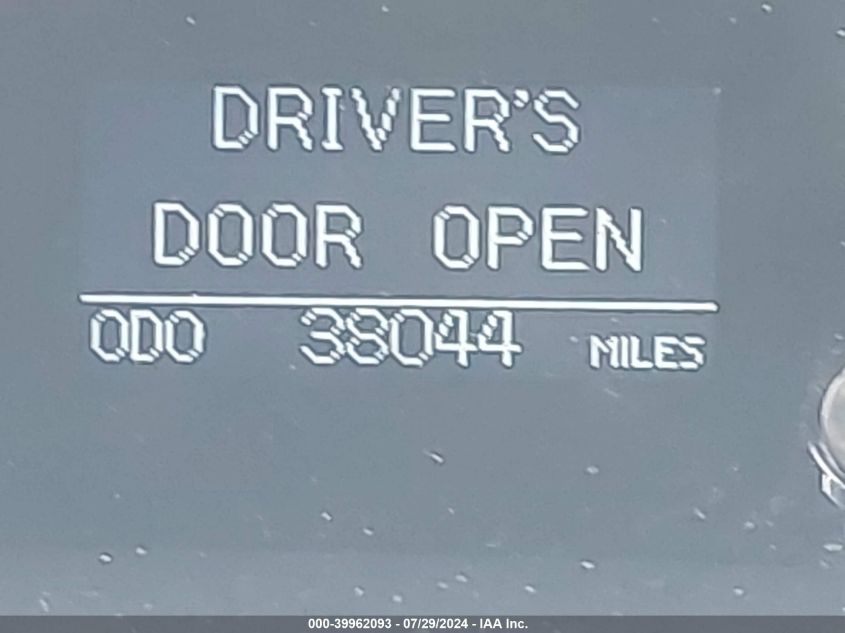 DRIVER'S
DOOR OPEN
ODO 38044 MILES
000-39962093 - 07/29/2024 - IAA Inc.